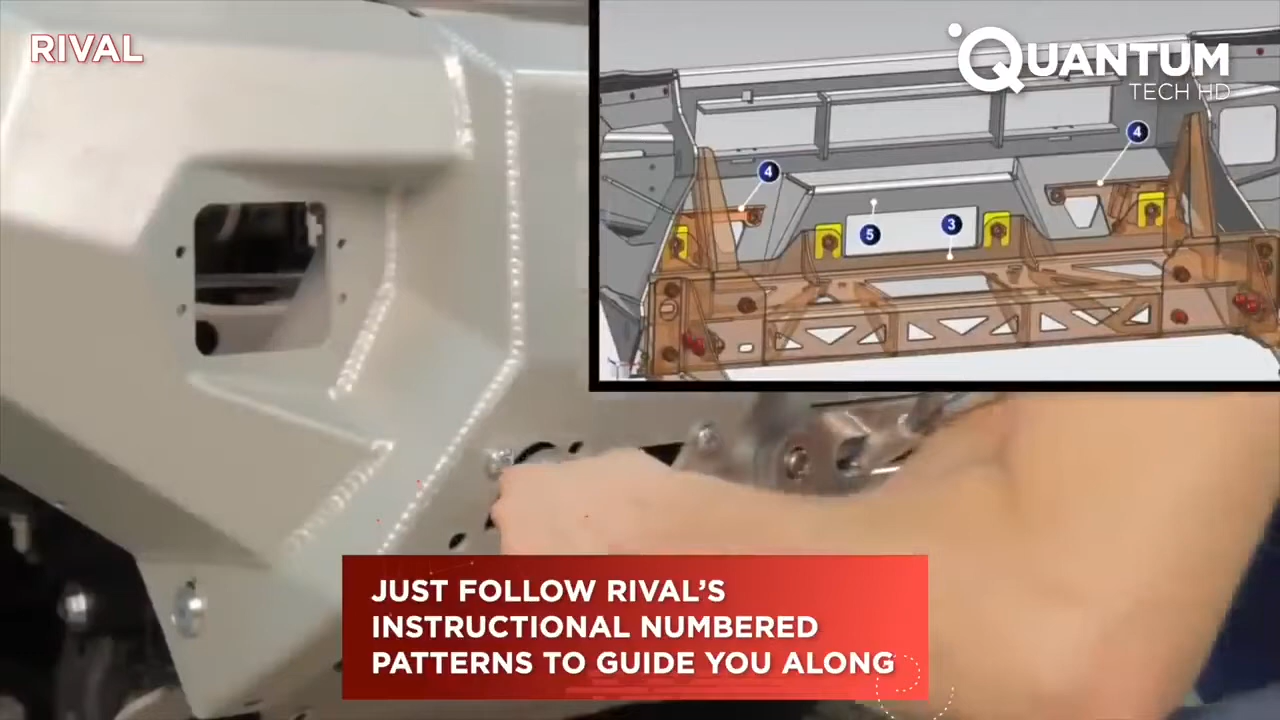 RIVAL
QUANTUM
TECH HD
4
4
5
3
JUST FOLLOW RIVAL'S
INSTRUCTIONAL NUMBERED
PATTERNS TO GUIDE YOU ALONG